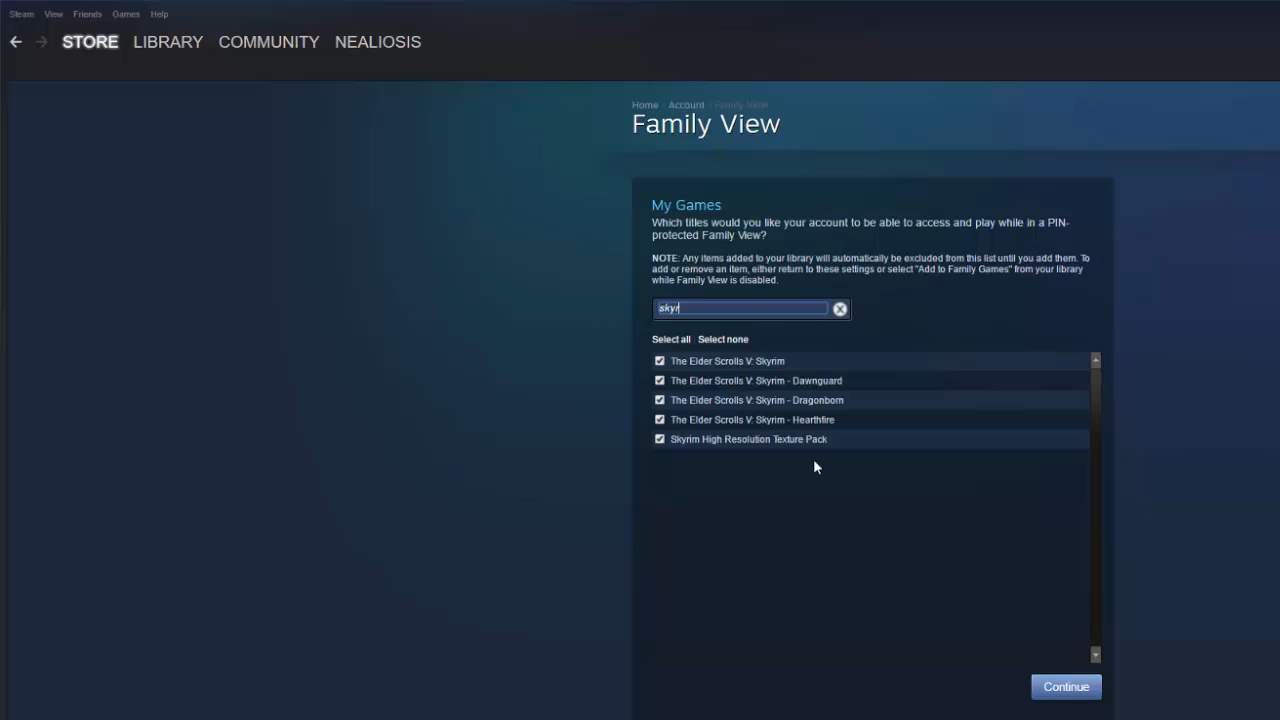 Steam View Friends Games Help
STORE LIBRARY COMMUNITY NEALIOSIS
Home Account Family View
Family View
My Games
Which titles would you like your account to be able to access and play while in a PIN-
protected Family View?
NOTE: Any items added to your library will automatically be excluded from this list until you add them. To
add or remove an item, either return to these settings or select "Add to Family Games" from your library
while Family View is disabled.
skyr
Select all Select none
The Elder Scrolls V: Skyrim
The Elder Scrolls V: Skyrim - Dawnguard
The Elder Scrolls V: Skyrim - Dragonborn
The Elder Scrolls V: Skyrim - Hearthfire
Skyrim High Resolution Texture Pack
Continue